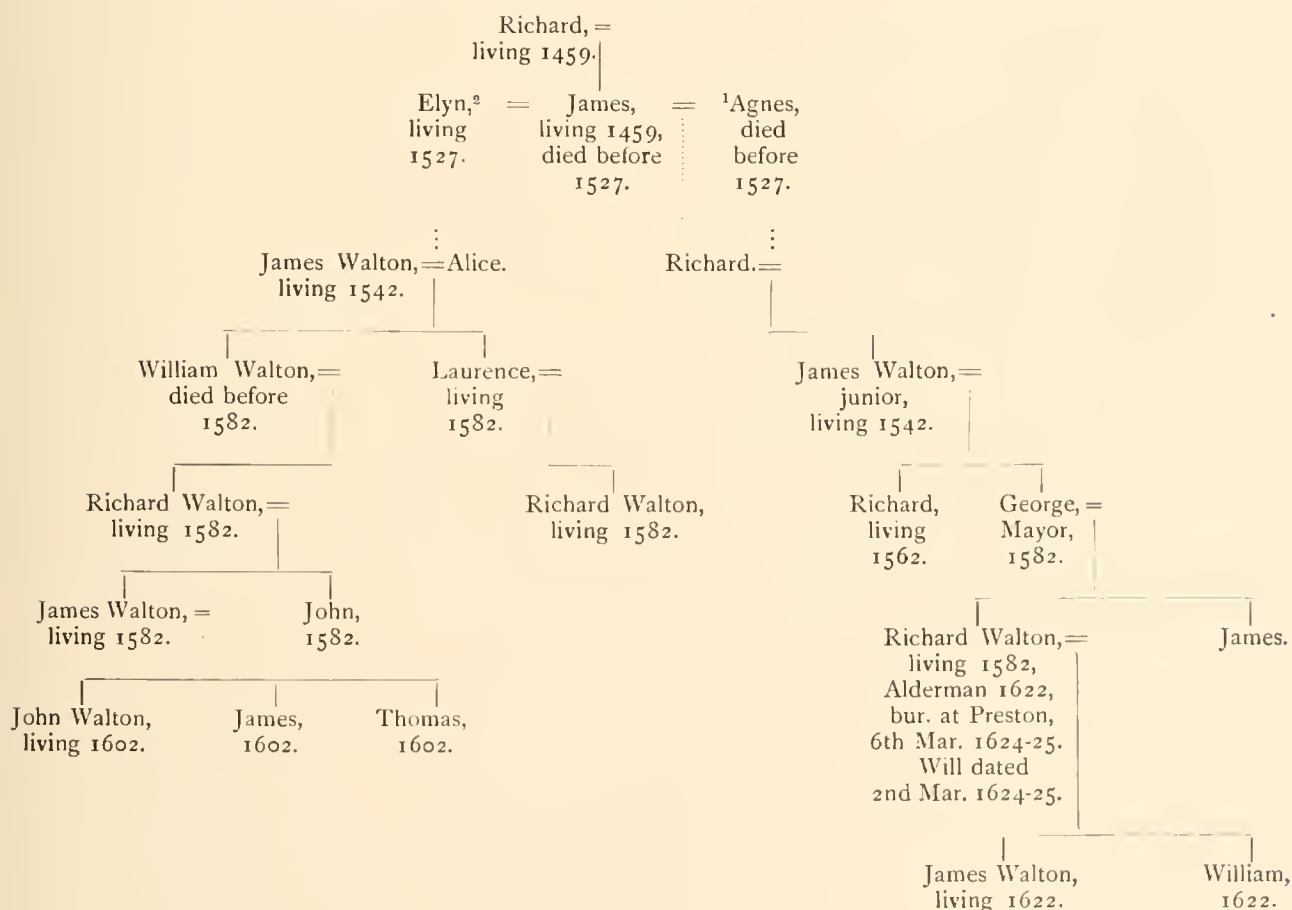 Richard, =
living 1459.
Elyn,² = James, = ¹Agnes,
living living 1459, died
1527. died before before
1527. 1527.
James Walton,=Alice. Richard.=
living 1542.
William Walton,= Laurence,= James Walton,=
died before living junior,
1582. 1582. living 1542.
Richard Walton,= Richard Walton, Richard, George, =
living 1582. living 1582. living Mayor,
1562. 1582.
James Walton, = John, Richard Walton,= James.
living 1582. 1582. living 1582,
Alderman 1622,
John Walton, James, Thomas, bur. at Preston,
living 1602. 1602. 1602. 6th Mar. 1624-25.
Will dated
2nd Mar. 1624-25.
James Walton, William,
living 1622. 1622.